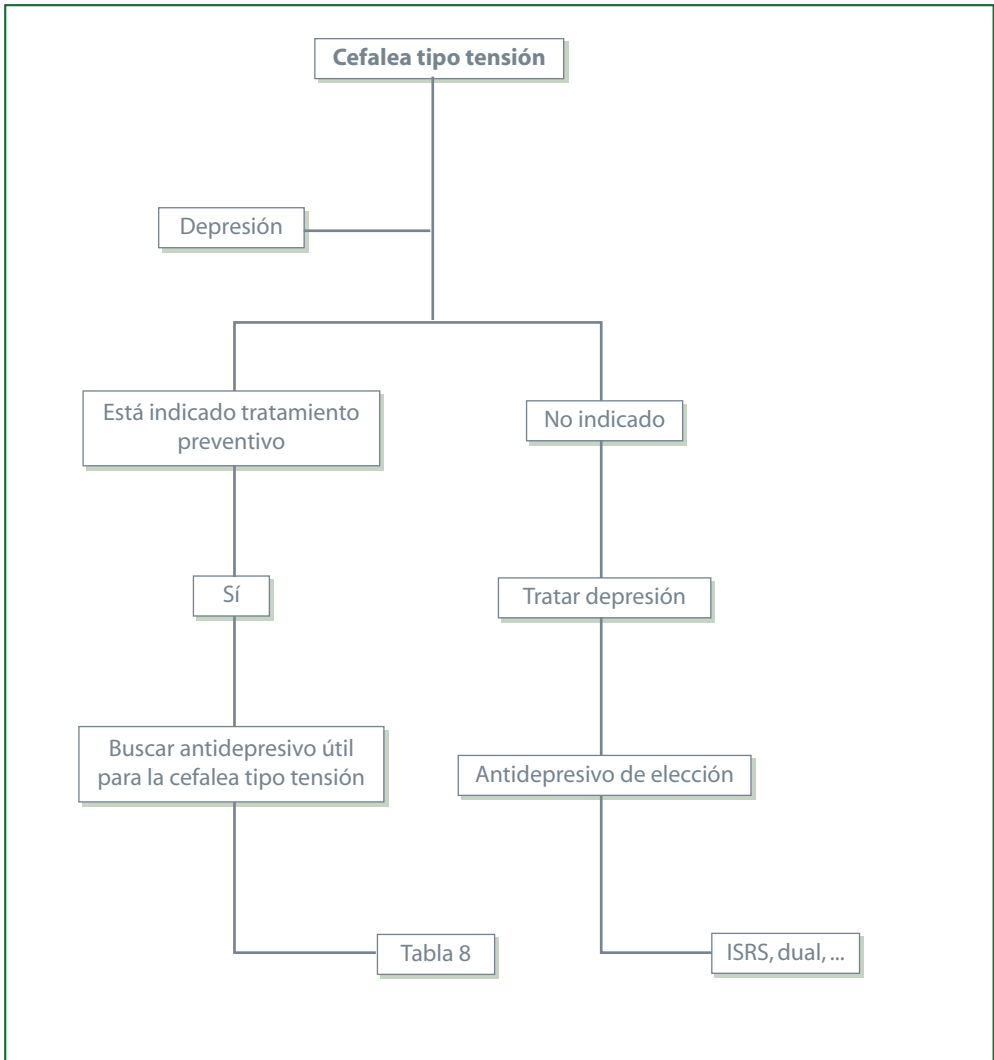 Cefalea tipo tensión
Depresión
Está indicado tratamiento
preventivo
No indicado
Sí
Tratar depresión
Buscar antidepresivo útil
para la cefalea tipo tensión
Antidepresivo de elección
Tabla 8
ISRS, dual, ...